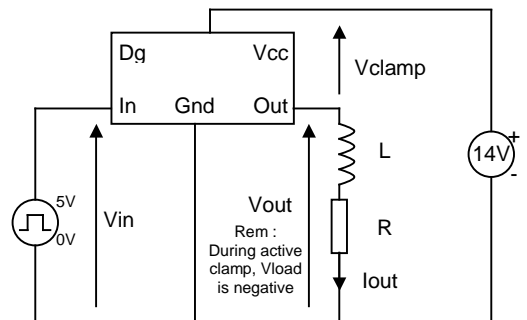 Dg
Vcc
In
Gnd
Out
Vclamp
L
14V
+
-
5V
0V
Vin
Vout
Rem :
During active
clamp, Vload
is negative
R
Iout